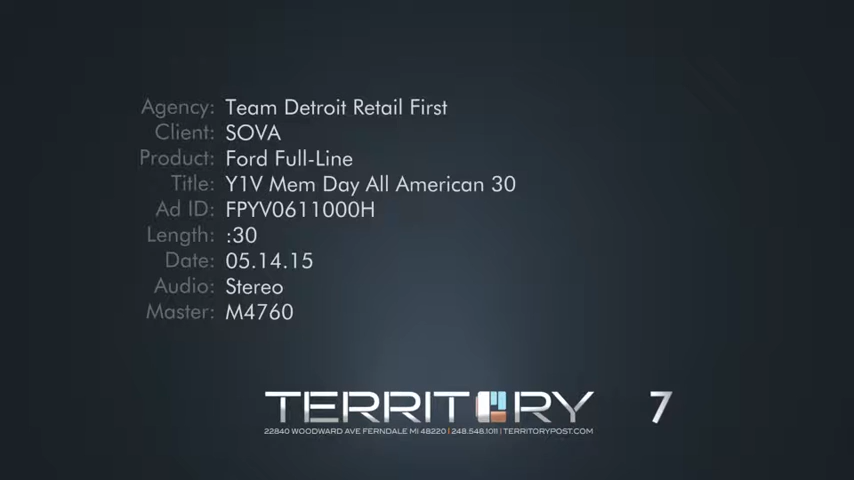 Agency: Team Detroit Retail First
Client: SOVA
Product: Ford Full-Line
Title: Y1V Mem Day All American 30
Ad ID: FPYV0611000H
Length: :30
Date: 05.14.15
Audio: Stereo
Master: M4760
TERRITORY 7
22840 WOODWARD AVE FERNDALE MI 48220 | 248.548.1011 | TERRITORYPOST.COM